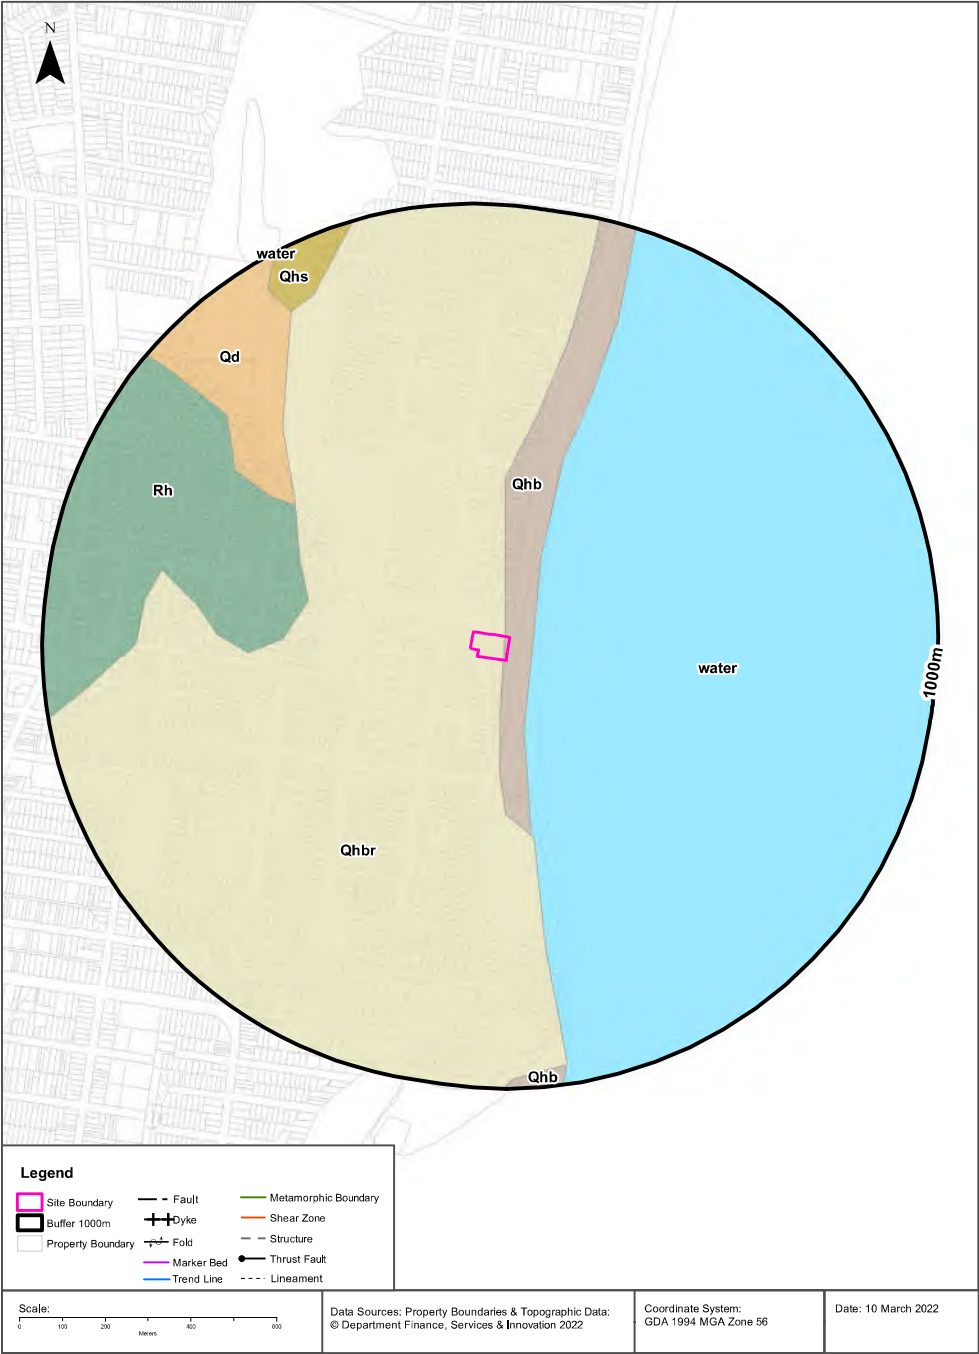 N
water
Qhs
Qd
Rh
Qhb
water
1000m
Qhbr
Qhb
Legend
Site Boundary
Buffer 1000m
Property Boundary
Fault
Dyke
Fold
Marker Bed
Trend Line
Metamorphic Boundary
Shear Zone
Structure
Thrust Fault
Lineament
Scale:
0 100 200 400 600
Meters
Data Sources: Property Boundaries & Topographic Data:
© Department Finance, Services & Innovation 2022
Coordinate System:
GDA 1994 MGA Zone 56
Date: 10 March 2022